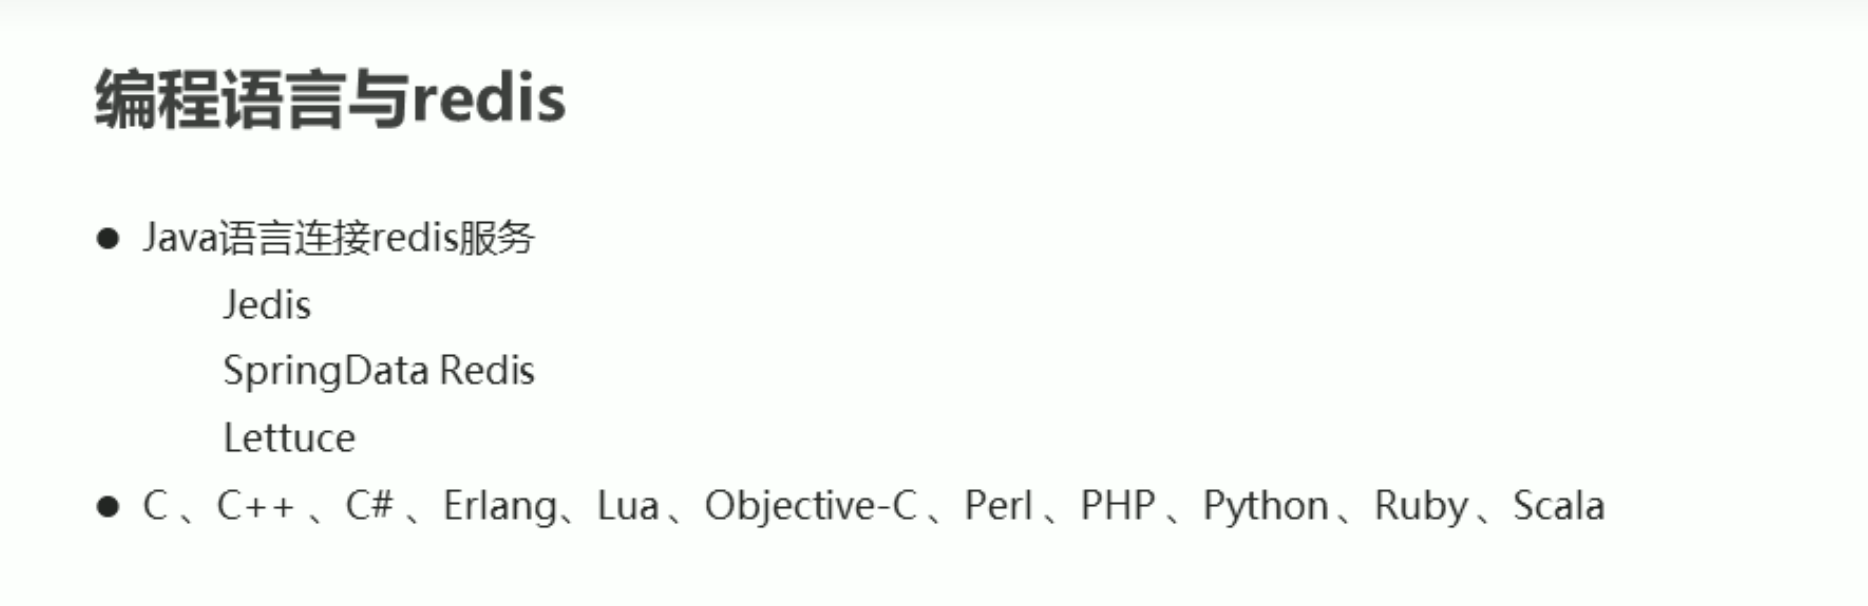 编程语言与redis
● Java语言连接redis服务
Jedis
SpringData Redis
Lettuce
● C 、C++ 、C# 、Erlang、Lua 、Objective-C 、Perl 、PHP 、Python 、Ruby 、Scala